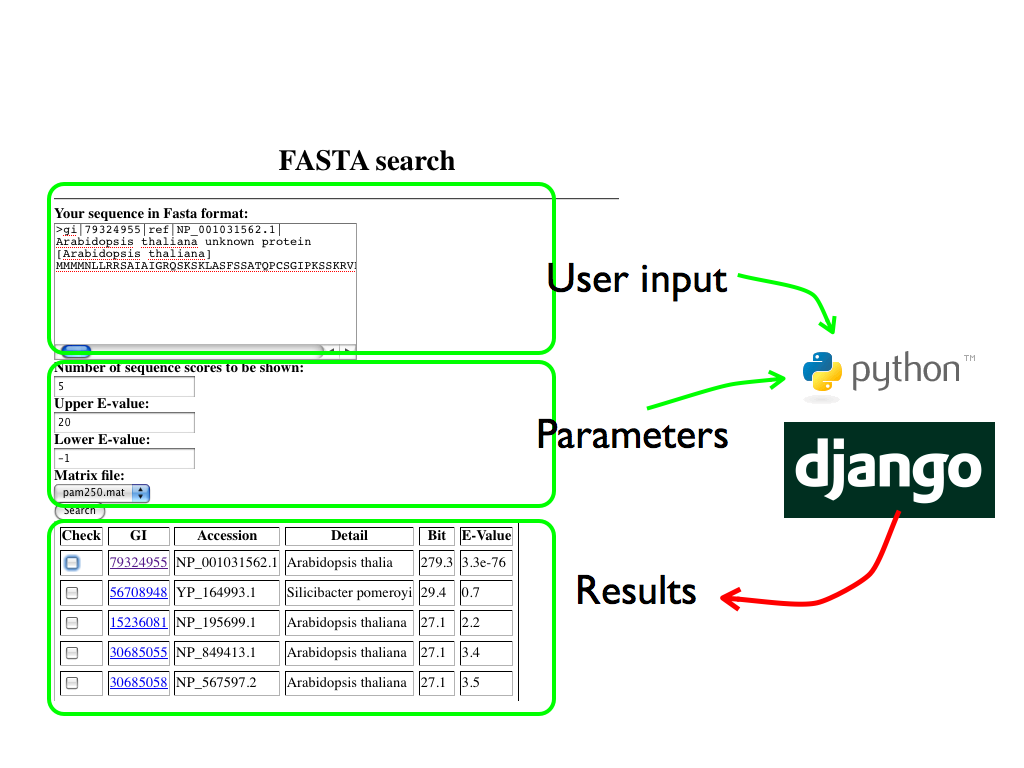 FASTA search
Your sequence in Fasta format:
>gi|79324955|ref|NP_001031562.1|
Arabidopsis thaliana unknown protein
[Arabidopsis thaliana]
MMMMNLLRRSAIAIGRQSKSKLASFSSATQPCSGIPKSSKRV
User input
python™
Number of sequence scores to be shown:
5
Upper E-value:
20
Lower E-value:
-1
Matrix file:
pam250.mat
Search
Parameters
django
Check GI Accession Detail Bit E-Value
79324955 NP_001031562.1 Arabidopsis thalia 279.3 3.3e-76
56708948 YP_164993.1 Silicibacter pomeroyi 29.4 0.7
15236081 NP_195699.1 Arabidopsis thaliana 27.1 2.2
30685055 NP_849413.1 Arabidopsis thaliana 27.1 3.4
30685058 NP_567597.2 Arabidopsis thaliana 27.1 3.5
Results